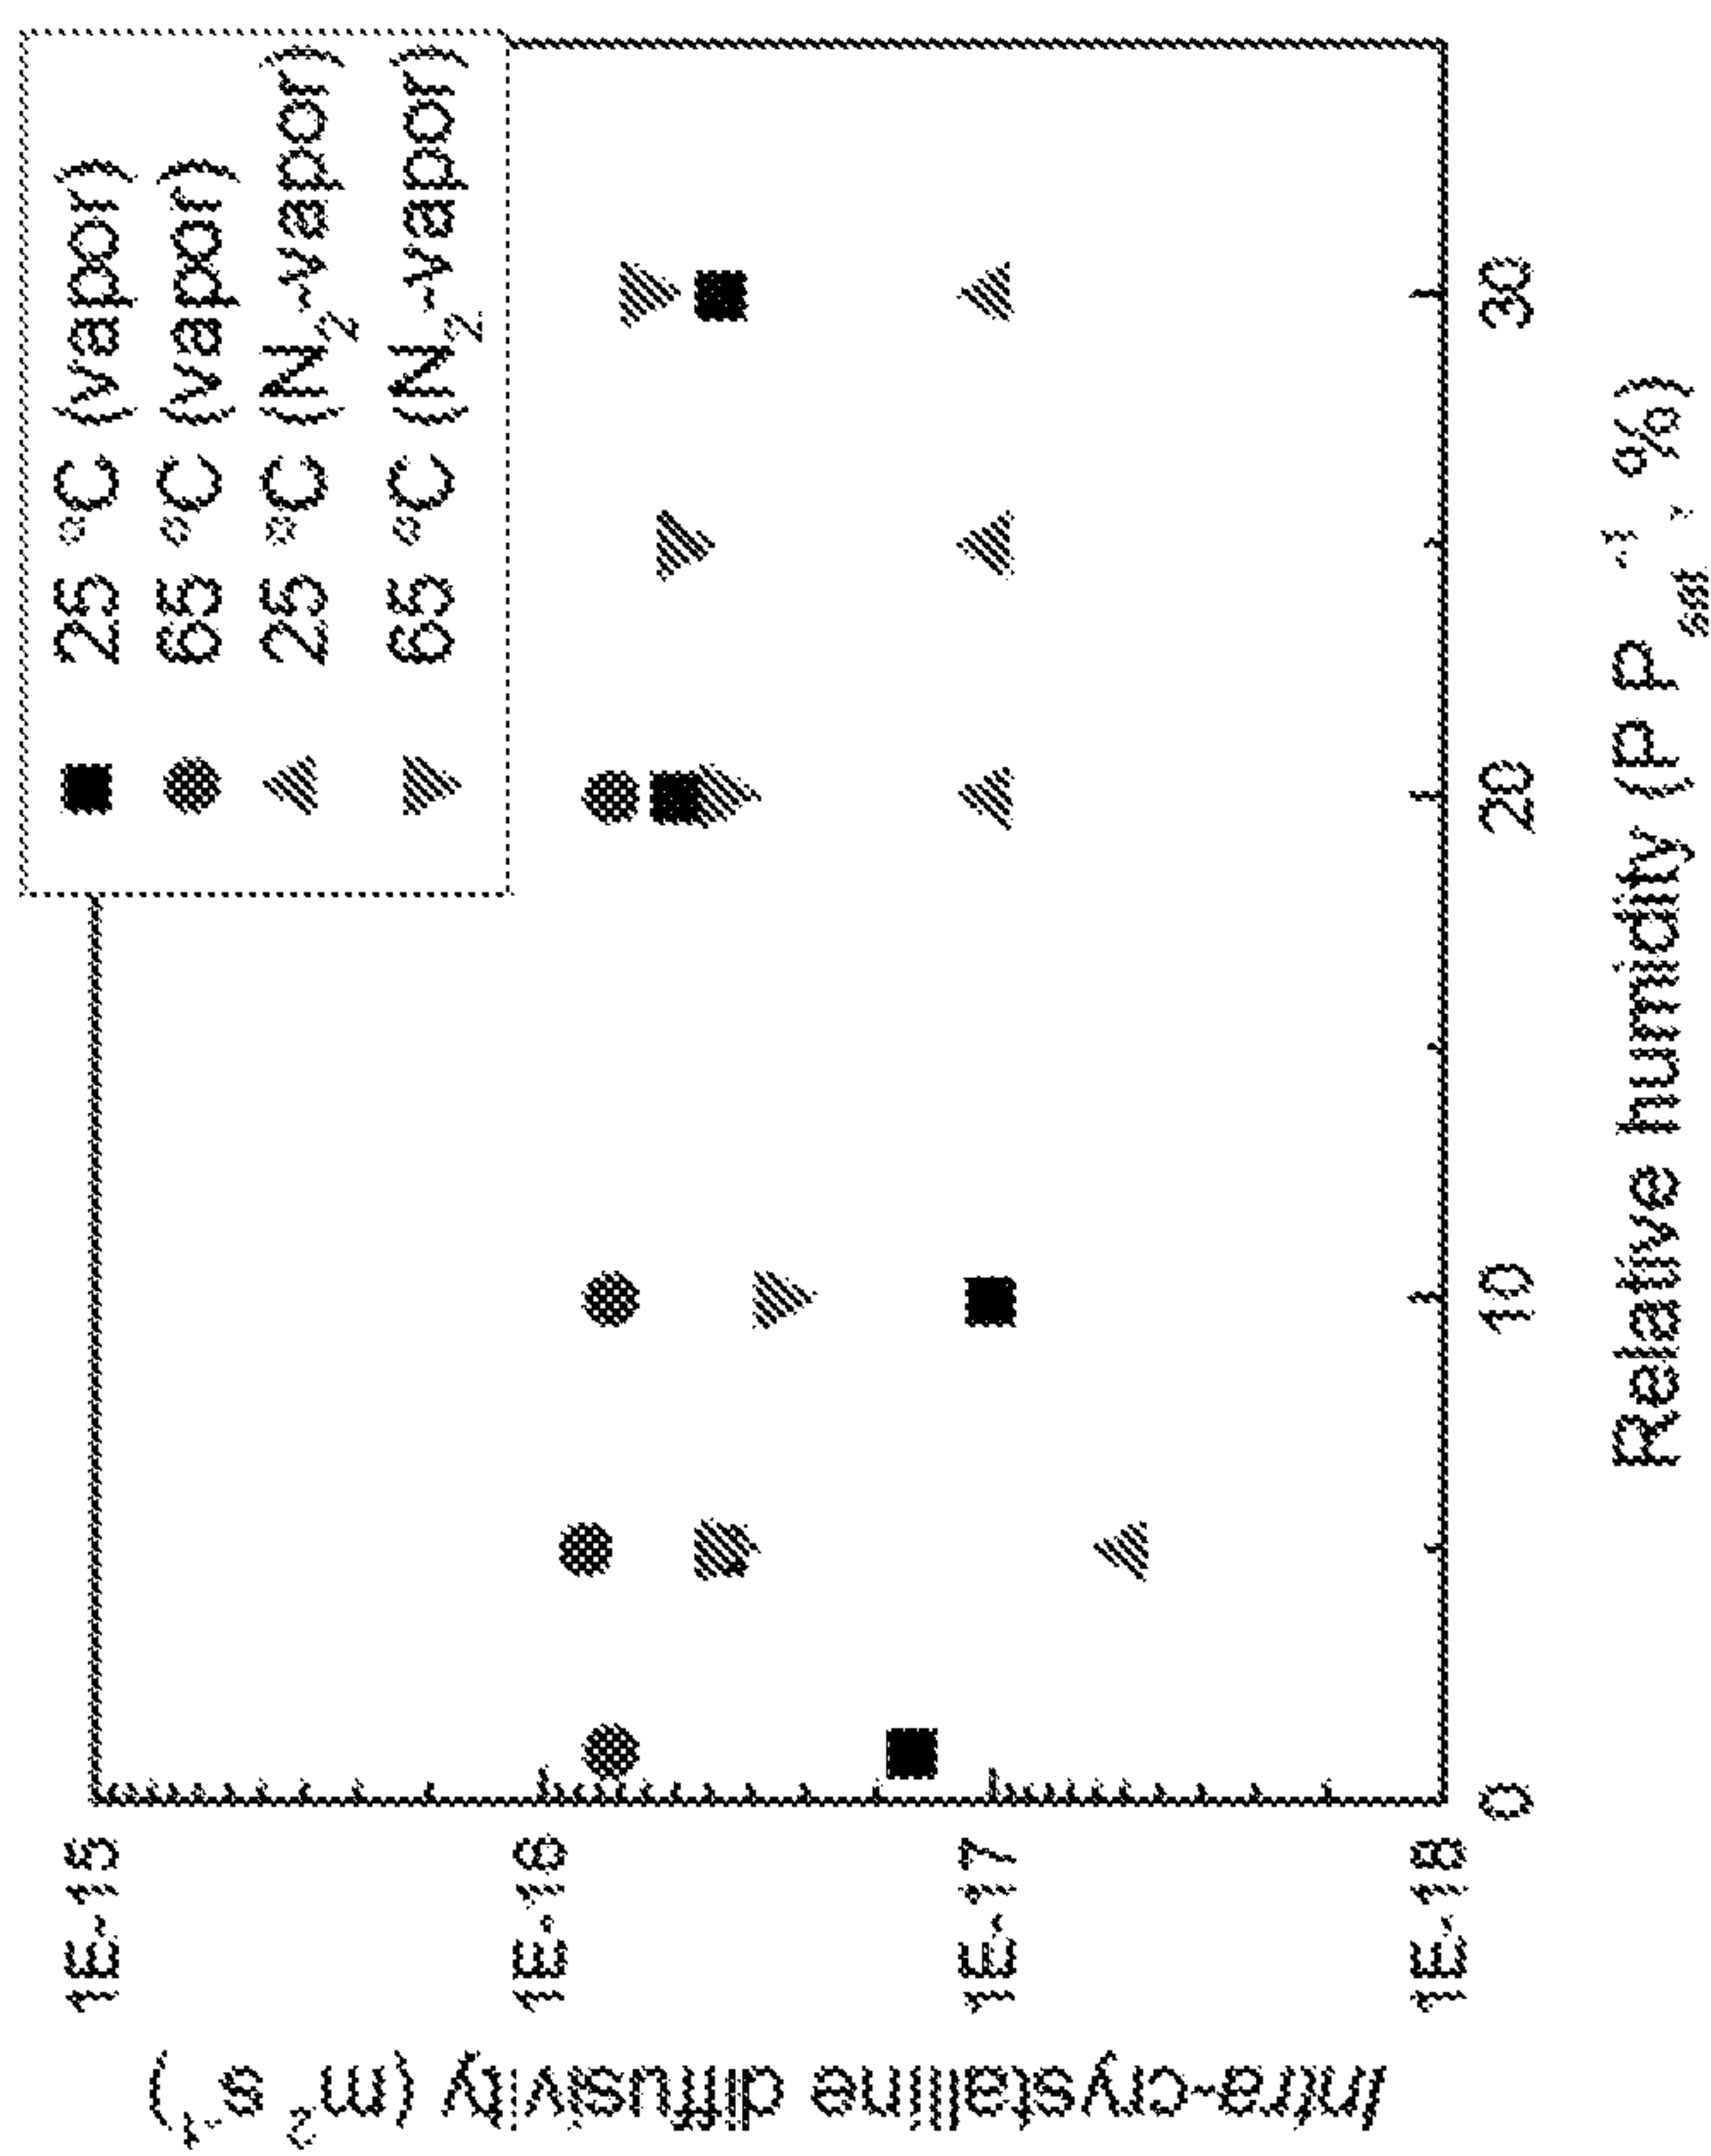 25 °C (vapor)
65 °C (vapor)
25 °C (N₂-vapor)
65 °C (N₂-vapor)
Intra-crystalline diffusivity (m² s⁻¹)
1E-15
1E-16
1E-17
1E-18
0
10
20
30
Relative humidity (P Pₛₐₜ⁻¹, %)